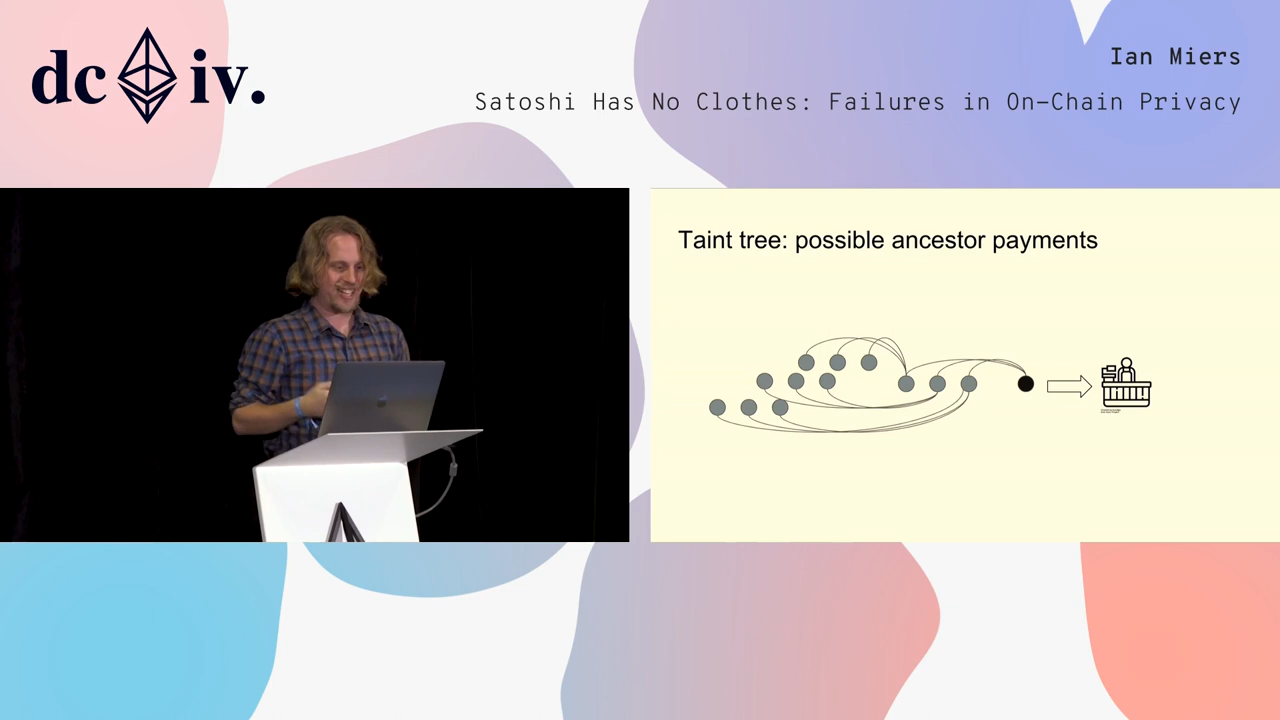 dc iv.
Ian Miers
Satoshi Has No Clothes: Failures in On-Chain Privacy
Taint tree: possible ancestor payments